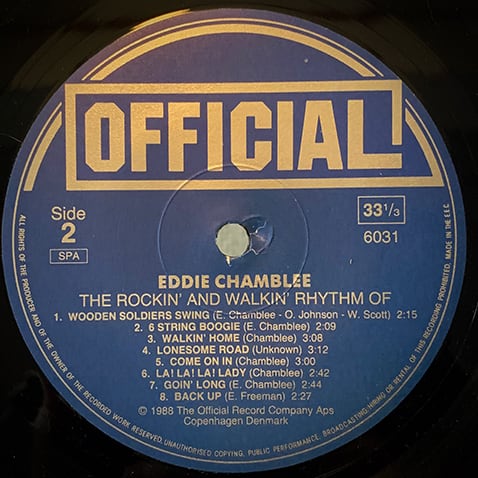 OFFICIAL
Side
2
SPA
33 1/3
6031
EDDIE CHAMBLEE
THE ROCKIN' AND WALKIN' RHYTHM OF
1. WOODEN SOLDIERS SWING (E. Chamblee - O. Johnson - W. Scott) 2:15
2. 6 STRING BOOGIE (E. Chamblee) 2:09
3. WALKIN' HOME (Chamblee) 3:08
4. LONESOME ROAD (Unknown) 3:12
5. COME ON IN (Chamblee) 3:06
6. LA! LA! LA! LADY (Chamblee) 2:42
7. GOIN' LONG (E. Chamblee) 2:44
8. BACK UP (E. Freeman) 2:27
© 1988 The Official Record Company Aps
Copenhagen Denmark
ALL RIGHTS OF THE PRODUCER AND OF THE OWNER OF THE RECORDED WORK RESERVED. UNAUTHORISED COPYING, PUBLIC PERFORMANCE, BROADCASTING, HIRING OR RENTAL OF THIS RECORDING PROHIBITED. MADE IN E.E.C.